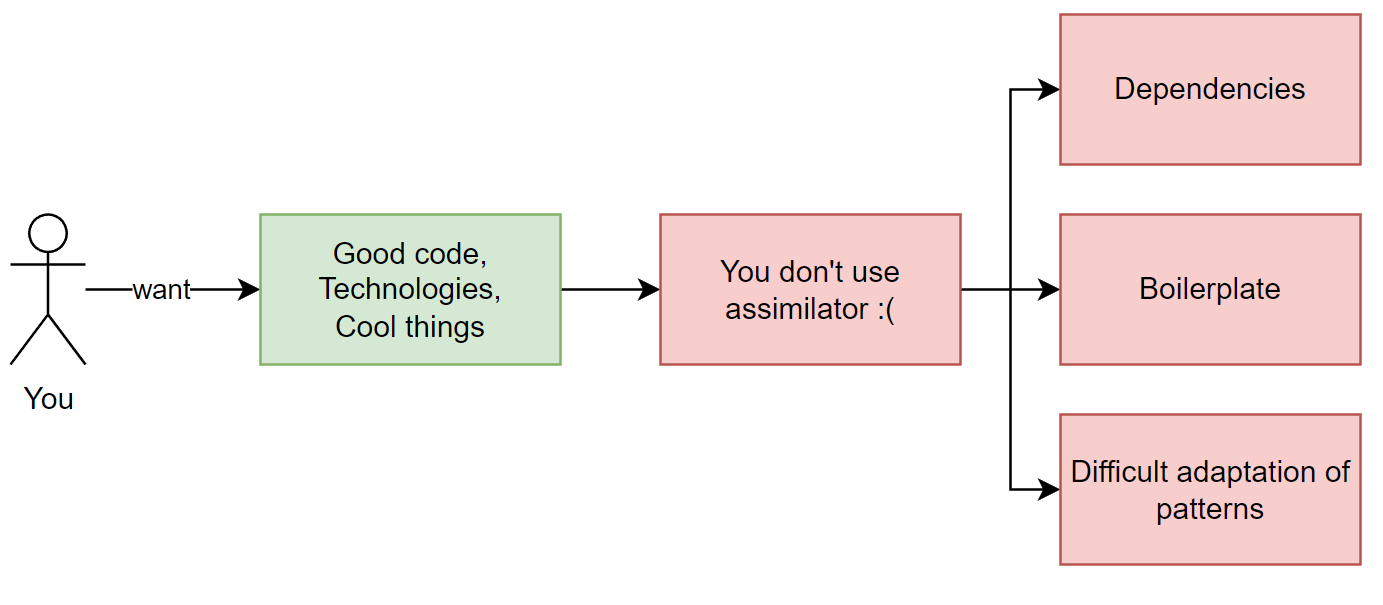 You
want
Good code,
Technologies,
Cool things
You don't use
assimilator :(
Dependencies
Boilerplate
Difficult adaptation of
patterns